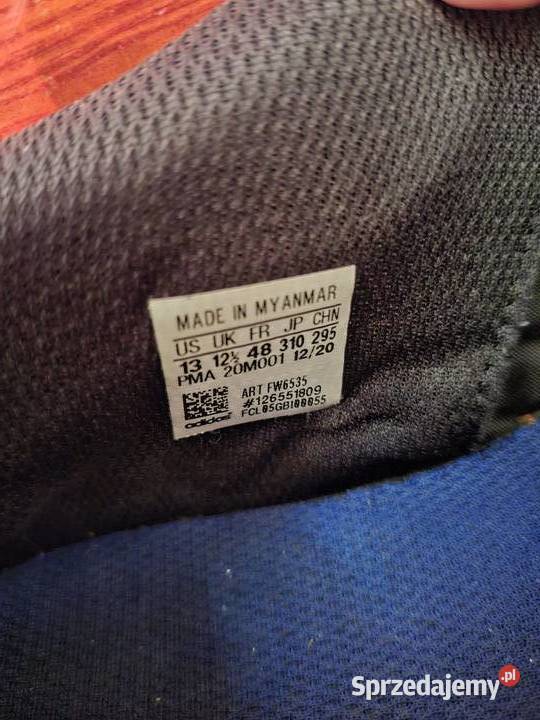 MADE IN MYANMAR
US UK FR JP CHN
13 12½ 48 310 295
PMA 20M001 12/20
ART FW6535
#126551809
FCL05GBI00055
adidas
Sprzedajemy.pl